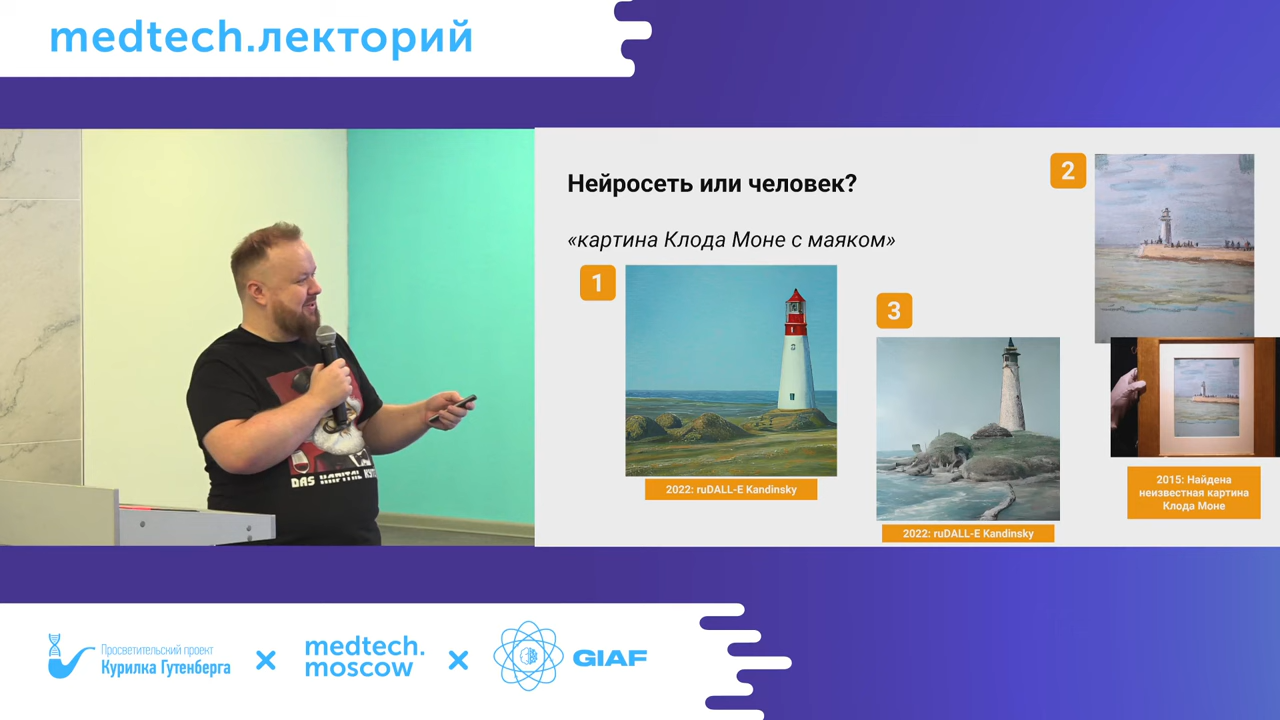 medtech.лекторий
DAS KAPITAL
Нейросеть или человек?
«картина Клода Моне с маяком»
1
2
3
2022: ruDALL-E Kandinsky
2022: ruDALL-E Kandinsky
2015: Найдена
неизвестная картина
Клода Моне
Просветительский проект
Курилка Гутенберга
×
medtech.
moscow
×
GIAF